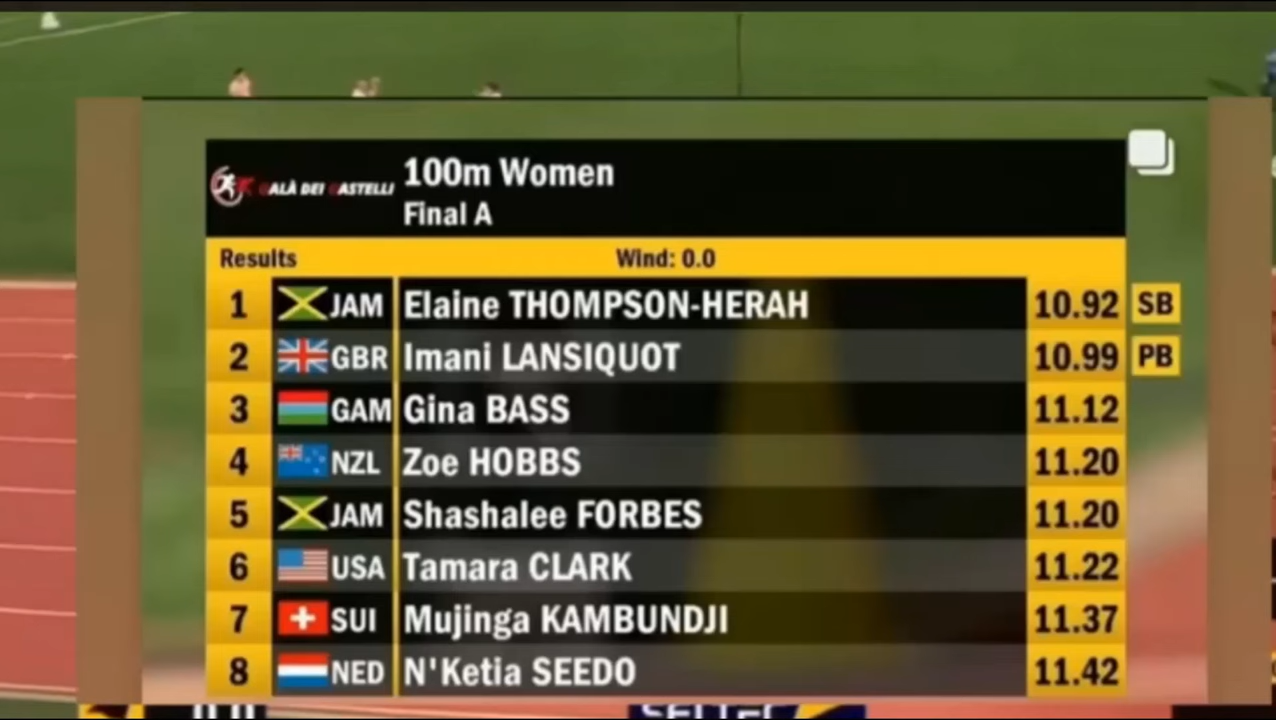 GALÀ DEI CASTELLI
100m Women
Final A
Results Wind: 0.0
1 JAM Elaine THOMPSON-HERAH 10.92 SB
2 GBR Imani LANSIQUOT 10.99 PB
3 GAM Gina BASS 11.12
4 NZL Zoe HOBBS 11.20
5 JAM Shashalee FORBES 11.20
6 USA Tamara CLARK 11.22
7 SUI Mujinga KAMBUNDJI 11.37
8 NED N'Ketia SEEDO 11.42